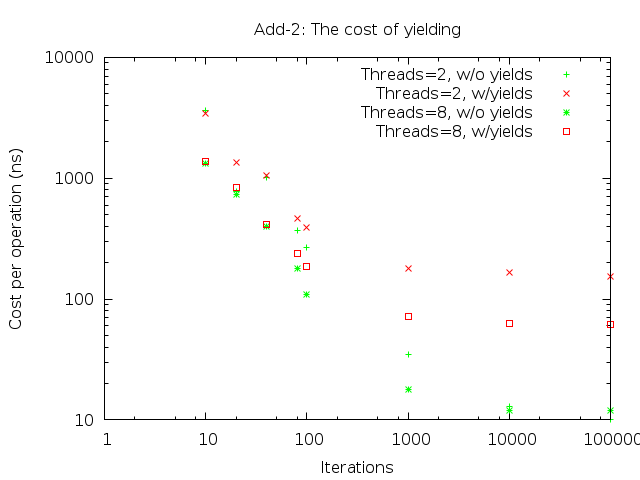 Add-2: The cost of yielding
10000
1000
100
10
Cost per operation (ns)
Threads=2, w/o yields
Threads=2, w/yields
Threads=8, w/o yields
Threads=8, w/yields
1 10 100 1000 10000 100000
Iterations